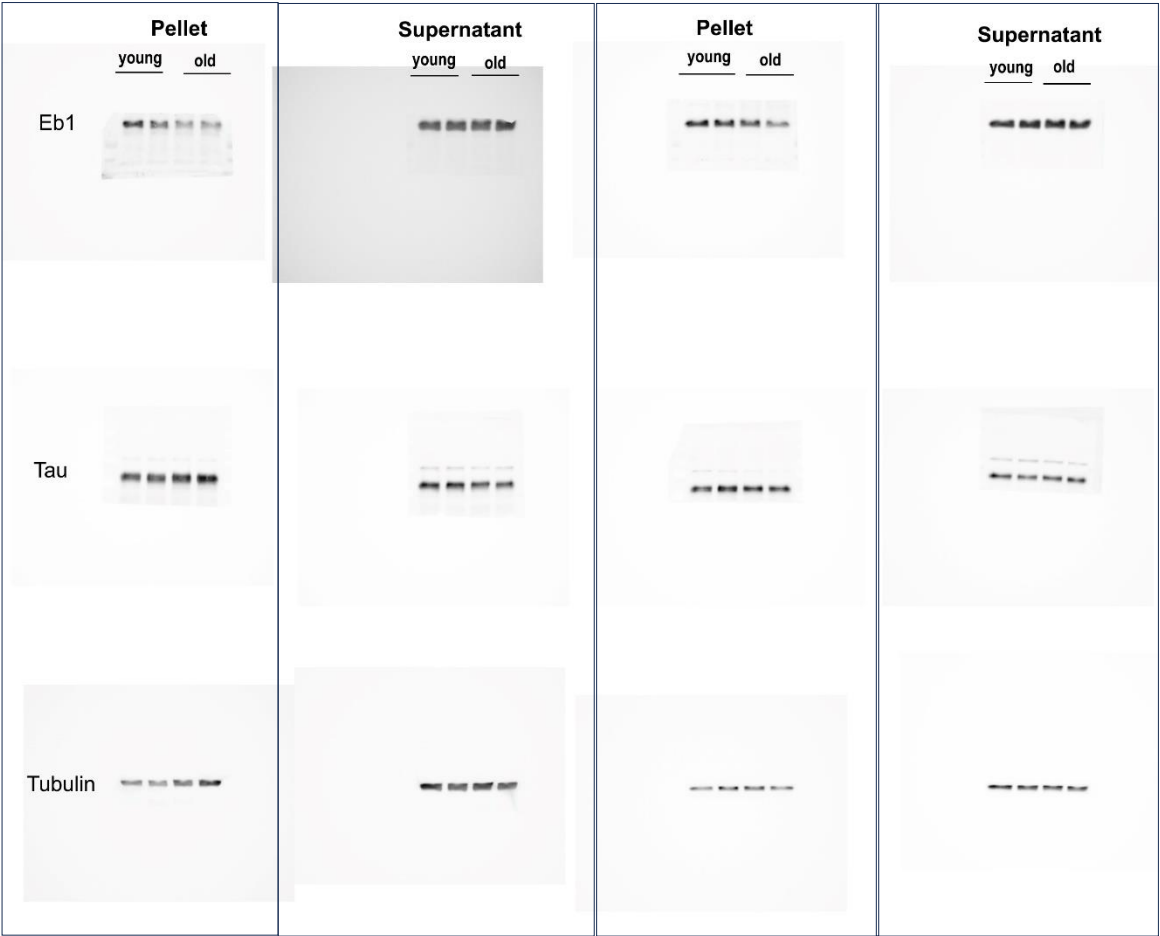 Pellet
young old
Supernatant
young old
Pellet
young old
Supernatant
young old
Eb1
Tau
Tubulin